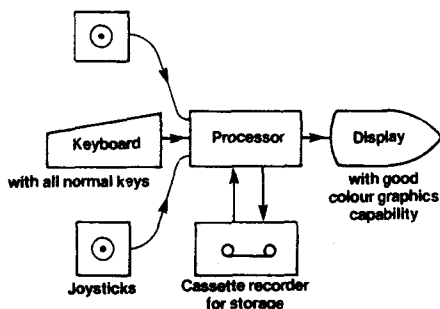 Keyboard
with all normal keys
Processor
Display
with good
colour graphics
capability
Joysticks
Cassette recorder
for storage